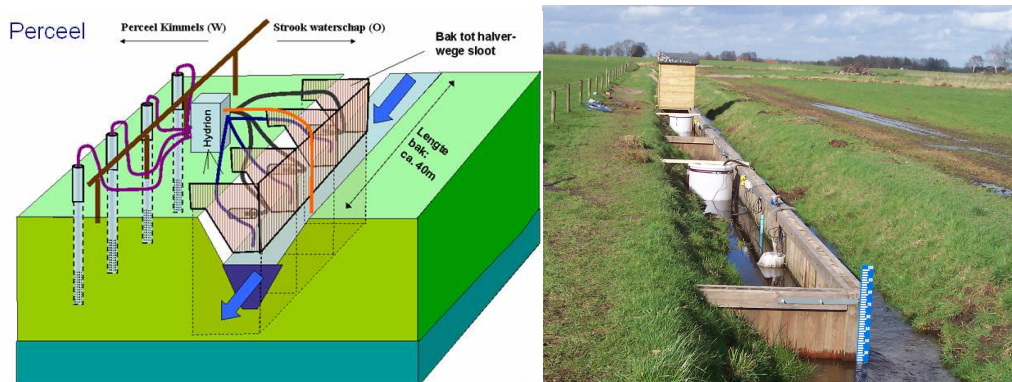 Perceel
Perceel Kimmels (W)
Strook waterschap (O)
Bak tot halver-
wege sloot
Hydrion
Lengte
bak:
ca. 40m